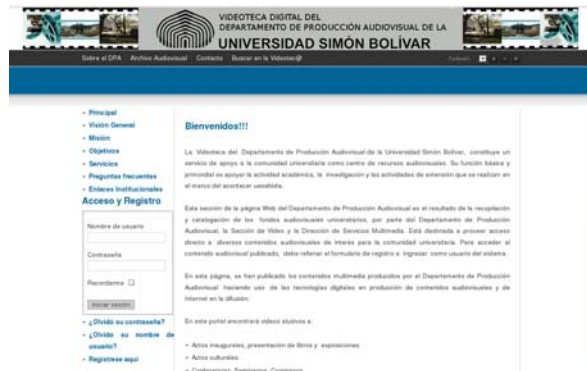 VIDEOTECA DIGITAL DEL
DEPARTAMENTO DE PRODUCCIÓN AUDIOVISUAL DE LA
UNIVERSIDAD SIMÓN BOLÍVAR
Sobre el DPA Archivo Audiovisual Contacto Buscar en la Videotec@
Principal
Visión General
Misión
Objetivos
Servicios
Preguntas frecuentes
Enlaces Institucionales
Acceso y Registro
Nombre de usuario
Contraseña
Recordarme
Iniciar sesión
¿Olvidó su contraseña?
¿Olvidó su nombre de
usuario?
Regístrese aquí
Bienvenidos!!!
La Videoteca del Departamento de Producción Audiovisual de la Universidad Simón Bolívar, constituye un
servicio de apoyo a la comunidad universitaria como centro de recursos audiovisuales. Su función básica y
primordial es apoyar la actividad académica, la investigación y las actividades de extensión que se realizan en
el marco del acontecer uesebista.
Esta sección de la página Web del Departamento de Producción Audiovisual es el resultado de la recopilación
y catalogación de los fondos audiovisuales universitarios, por parte del Departamento de Producción
Audiovisual, la Sección de Video y la Dirección de Servicios Multimedia. Está destinada a proveer acceso
directo a diversos contenidos audiovisuales de interés para la comunidad universitaria. Para acceder al
contenido audiovisual publicado, debe rellenar el formulario de registro e ingresar como usuario del sistema.
En esta página, se han publicado los contenidos multimedia producidos por el Departamento de Producción
Audiovisual haciendo uso de las tecnologías digitales en producción de contenidos audiovisuales y de
Internet en la difusión.
En este portal encontrará videos alusivos a:
Actos inaugurales, presentación de libros y exposiciones.
Actos culturales.
Conferencias, Seminarios, Congresos